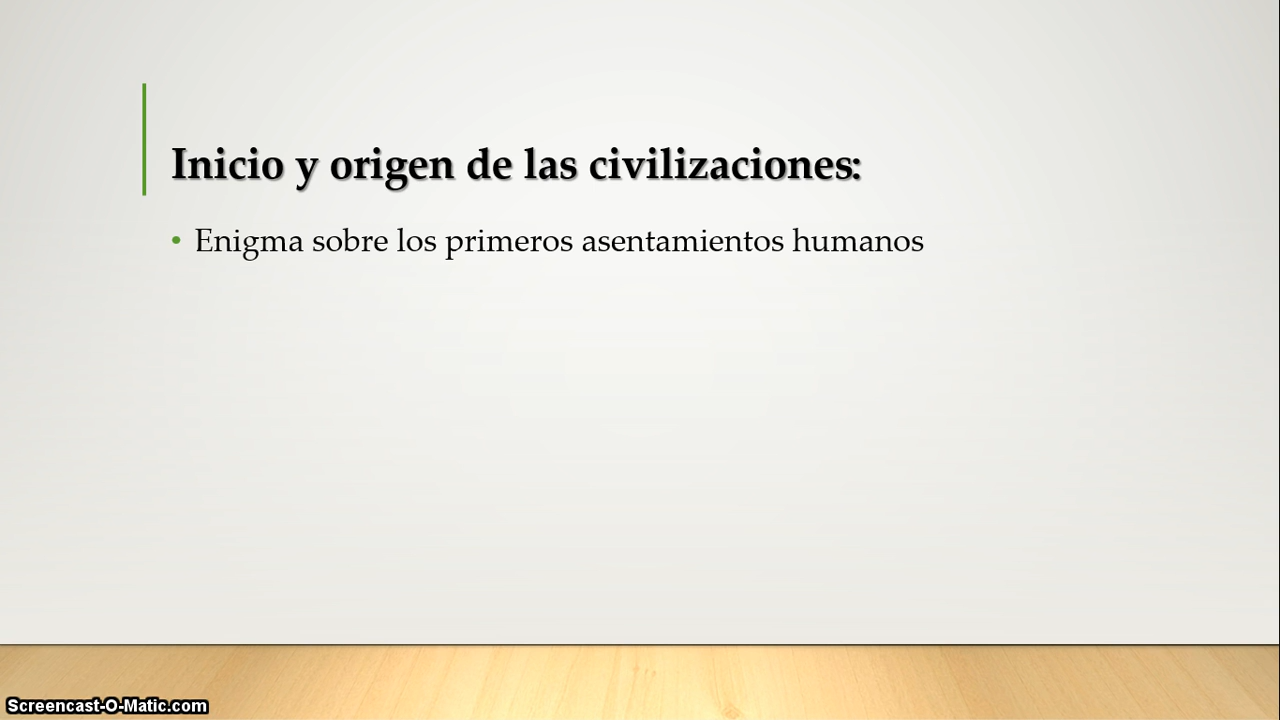 Inicio y origen de las civilizaciones:
• Enigma sobre los primeros asentamientos humanos
Screencast-O-Matic.com